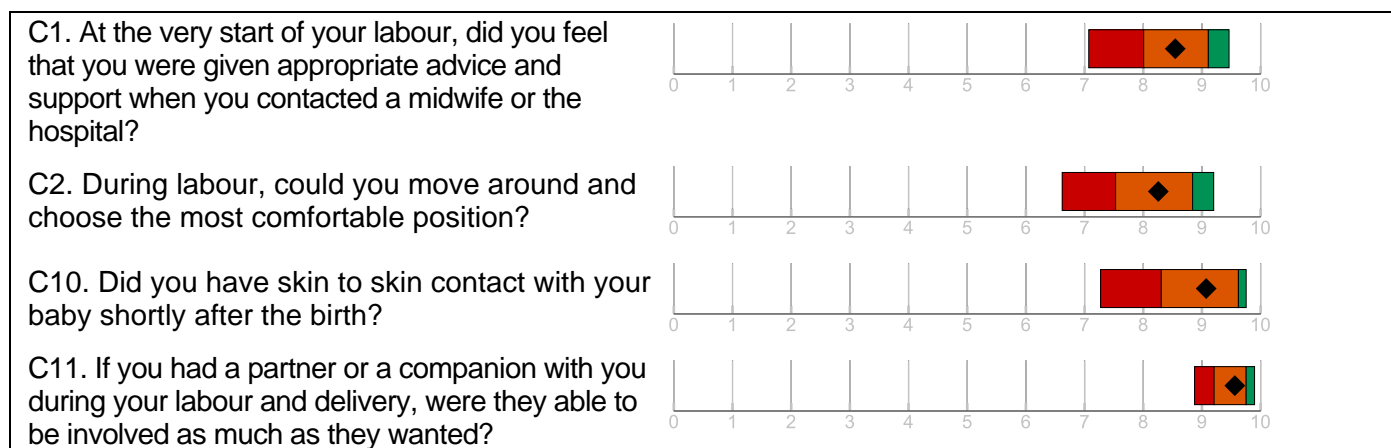 C1. At the very start of your labour, did you feel
that you were given appropriate advice and
support when you contacted a midwife or the
hospital?
0 1 2 3 4 5 6 7 8 9 10
C2. During labour, could you move around and
choose the most comfortable position?
0 1 2 3 4 5 6 7 8 9 10
C10. Did you have skin to skin contact with your
baby shortly after the birth?
0 1 2 3 4 5 6 7 8 9 10
C11. If you had a partner or a companion with you
during your labour and delivery, were they able to
be involved as much as they wanted?
0 1 2 3 4 5 6 7 8 9 10